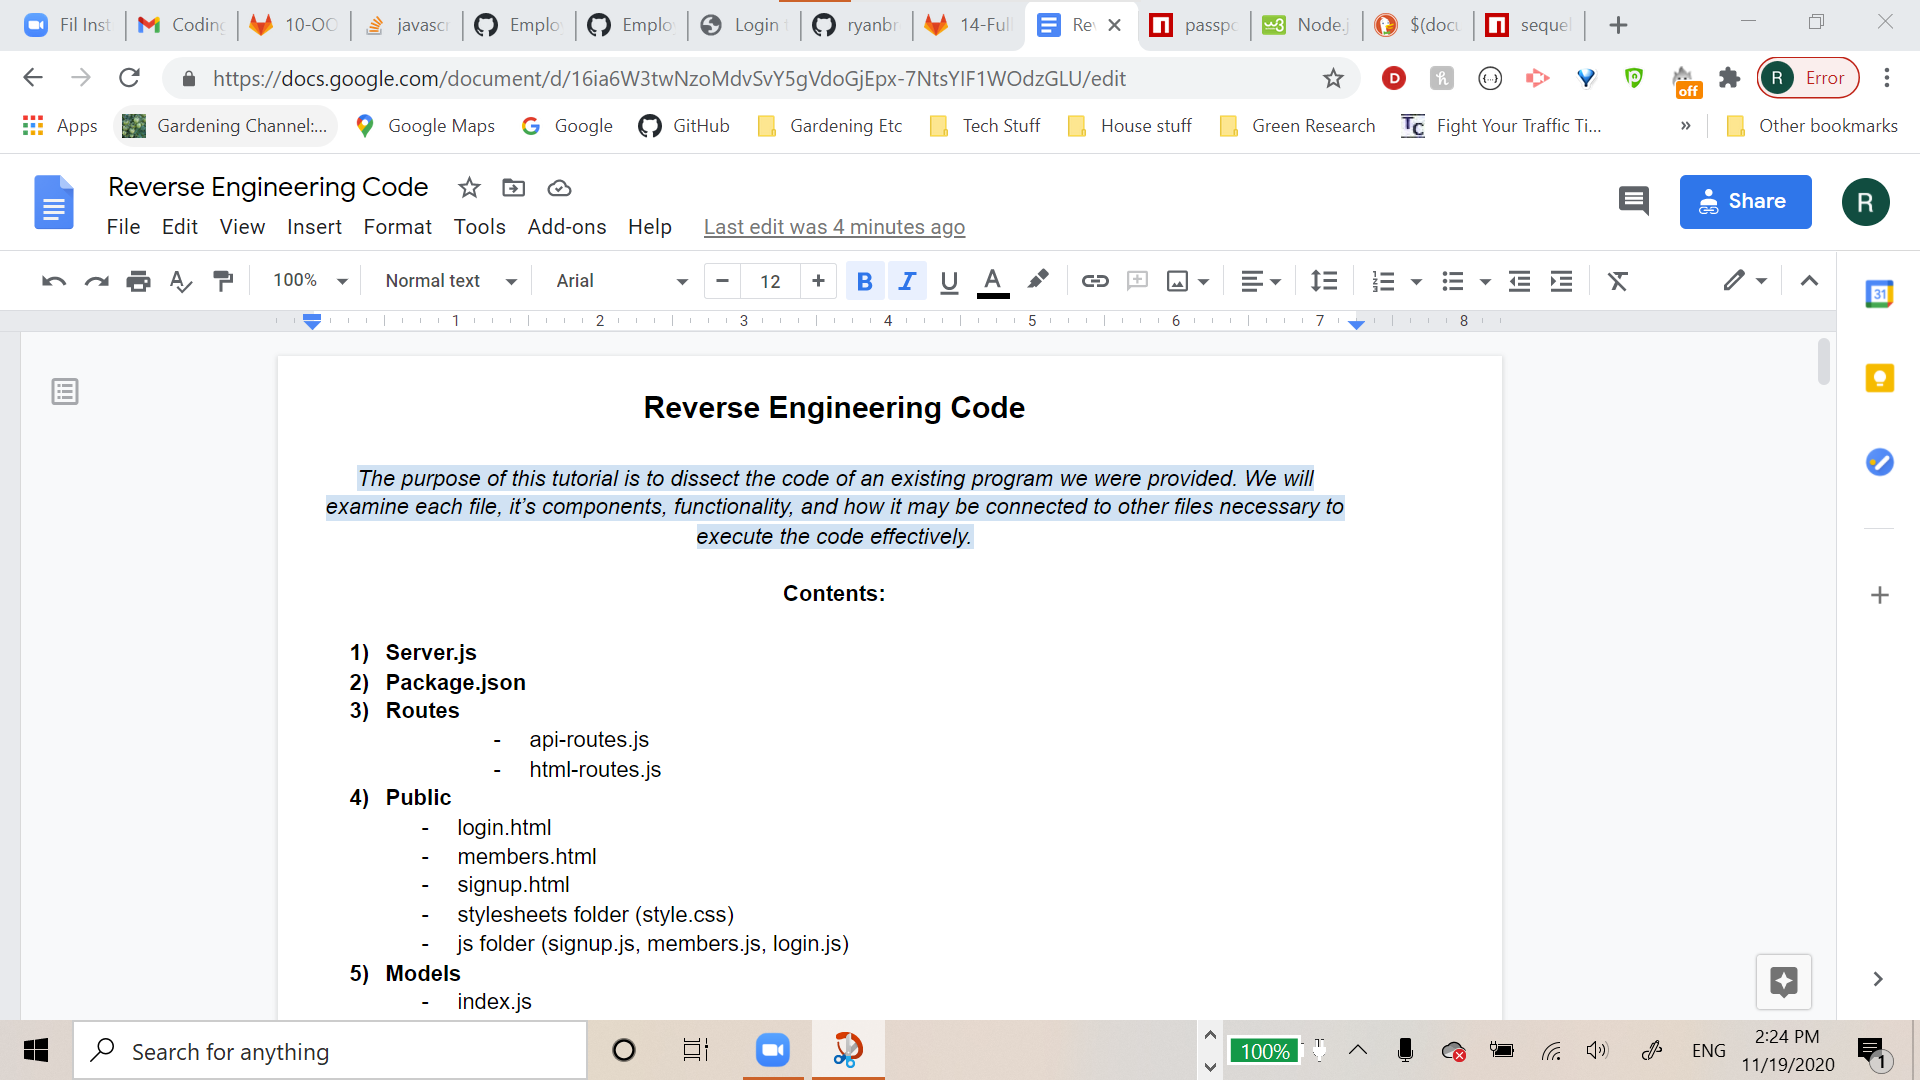 Fil Inst Coding 10-OO javascr Emplo Emplo Login ryanbr 14-Full Rev passpo Node.j $(docu sequel
https://docs.google.com/document/d/16ia6W3twNzoMdvSvY5gVdoGjEpx-7NtsYIF1WOdzGLU/edit D h off R Error
Apps Gardening Channel:... Google Maps Google GitHub Gardening Etc Tech Stuff House stuff Green Research TC Fight Your Traffic Ti... » Other bookmarks
Reverse Engineering Code
Share R
File Edit View Insert Format Tools Add-ons Help Last edit was 4 minutes ago
100% Normal text Arial 12 B I U A
31
1 2 3 4 5 6 7 8
Reverse Engineering Code
The purpose of this tutorial is to dissect the code of an existing program we were provided. We will
examine each file, it's components, functionality, and how it may be connected to other files necessary to
execute the code effectively.
Contents:
1) Server.js
2) Package.json
3) Routes
- api-routes.js
- html-routes.js
4) Public
- login.html
- members.html
- signup.html
- stylesheets folder (style.css)
- js folder (signup.js, members.js, login.js)
5) Models
- index.js
Search for anything
100% ENG 2:24 PM
11/19/2020 1